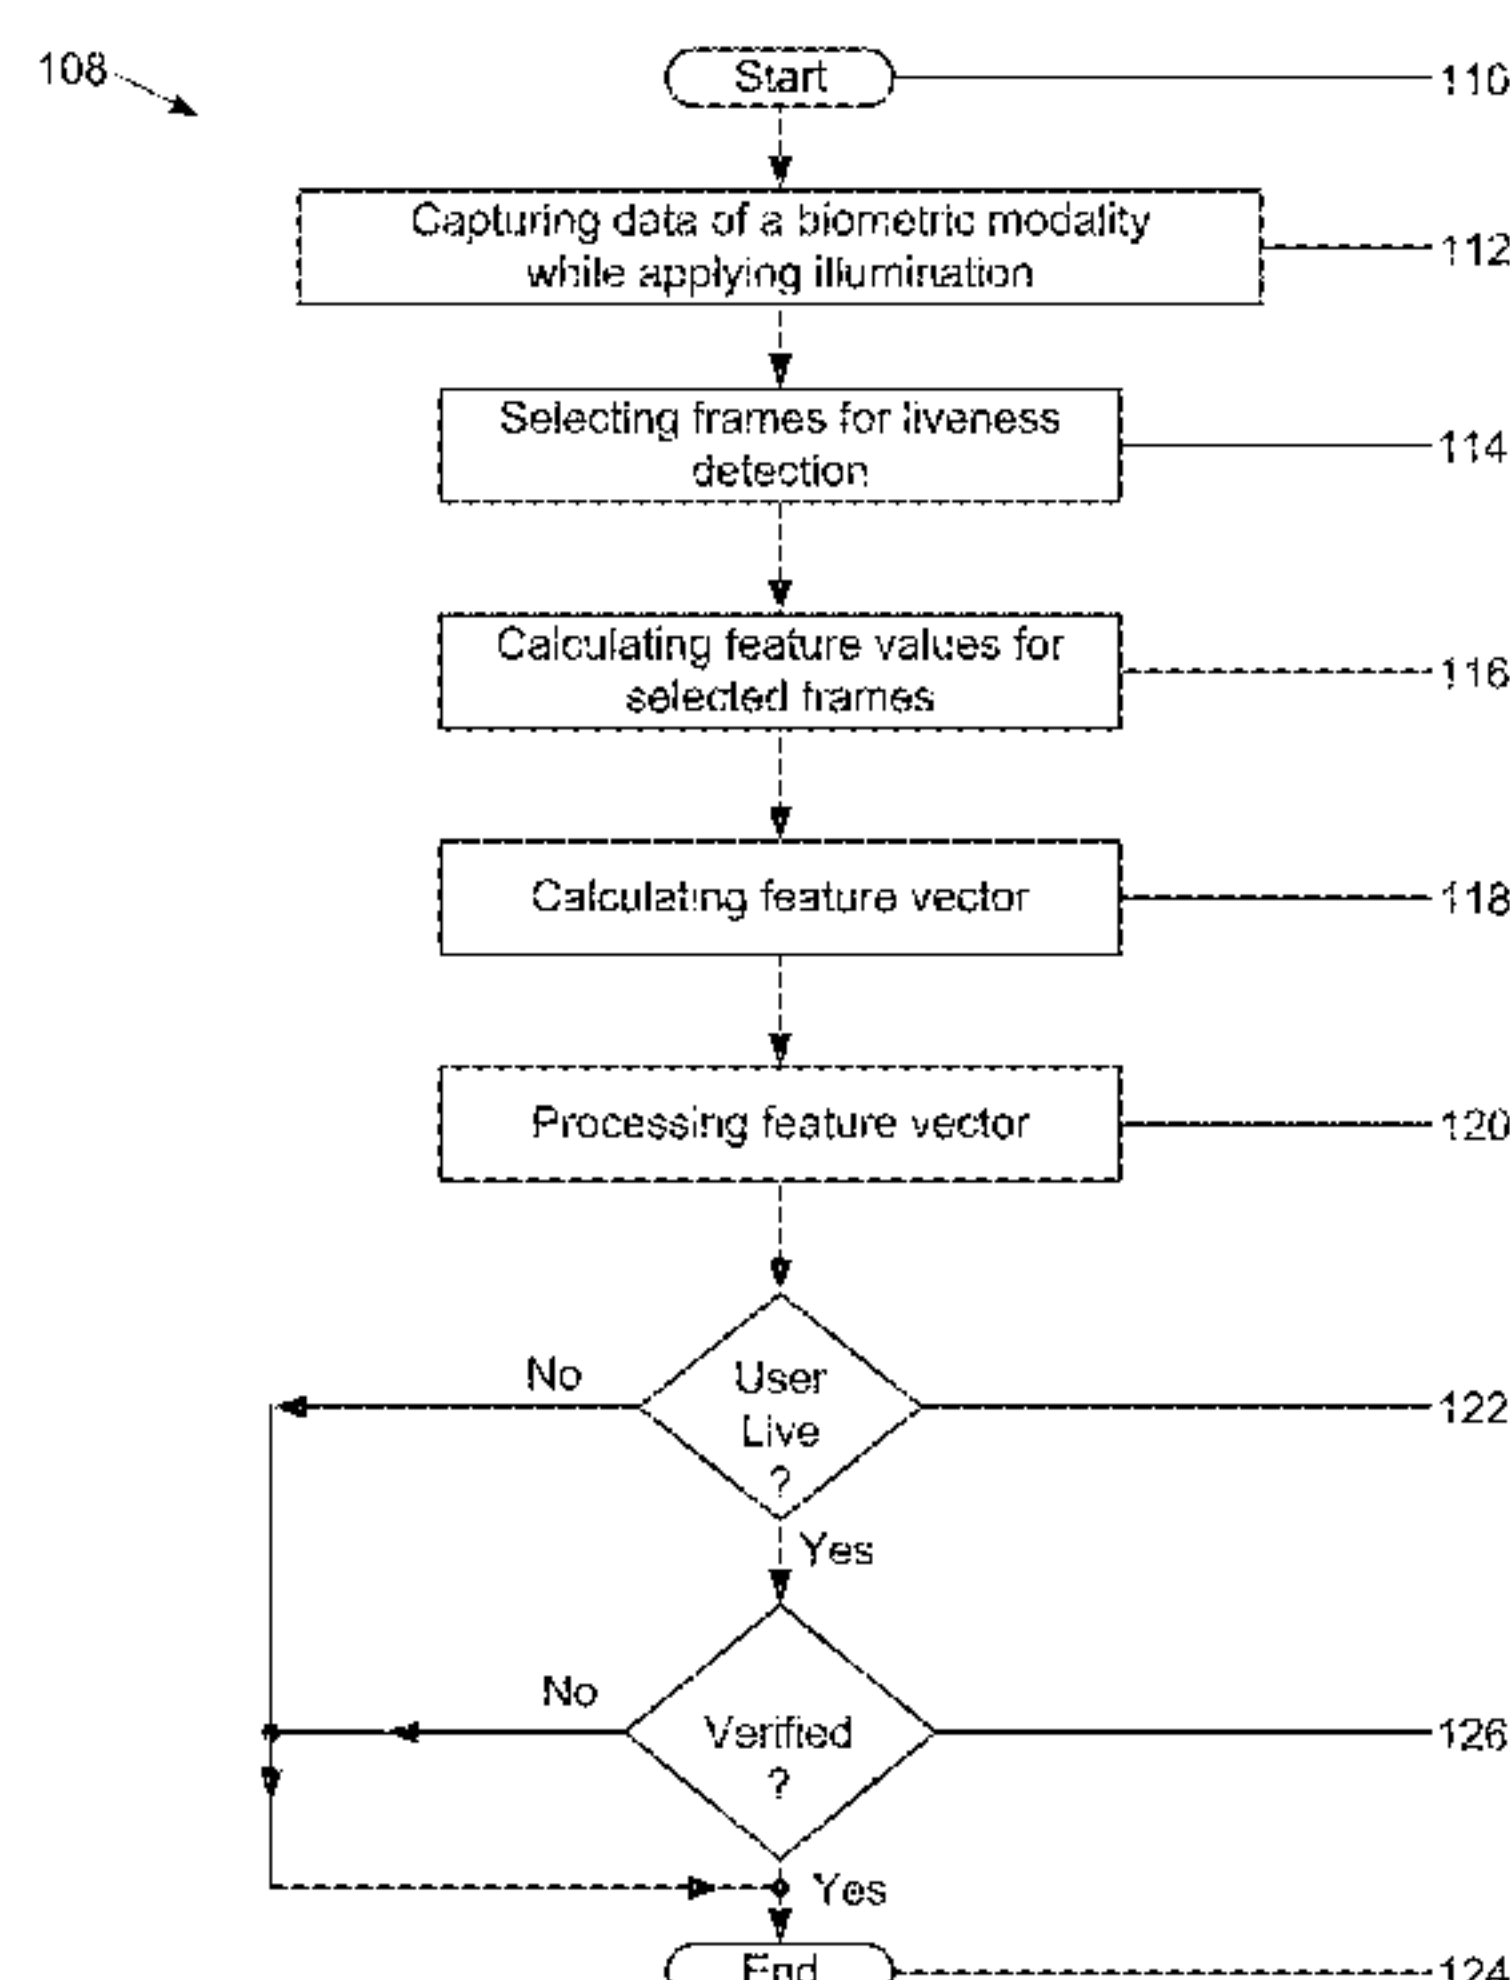 108
Start
110
Capturing data of a biometric modality
while applying illumination
112
Selecting frames for liveness
detection
114
Calculating feature values for
selected frames
116
Calculating feature vector
118
Processing feature vector
120
No
User
Live
?
122
Yes
No
Verified
?
126
Yes
End
124